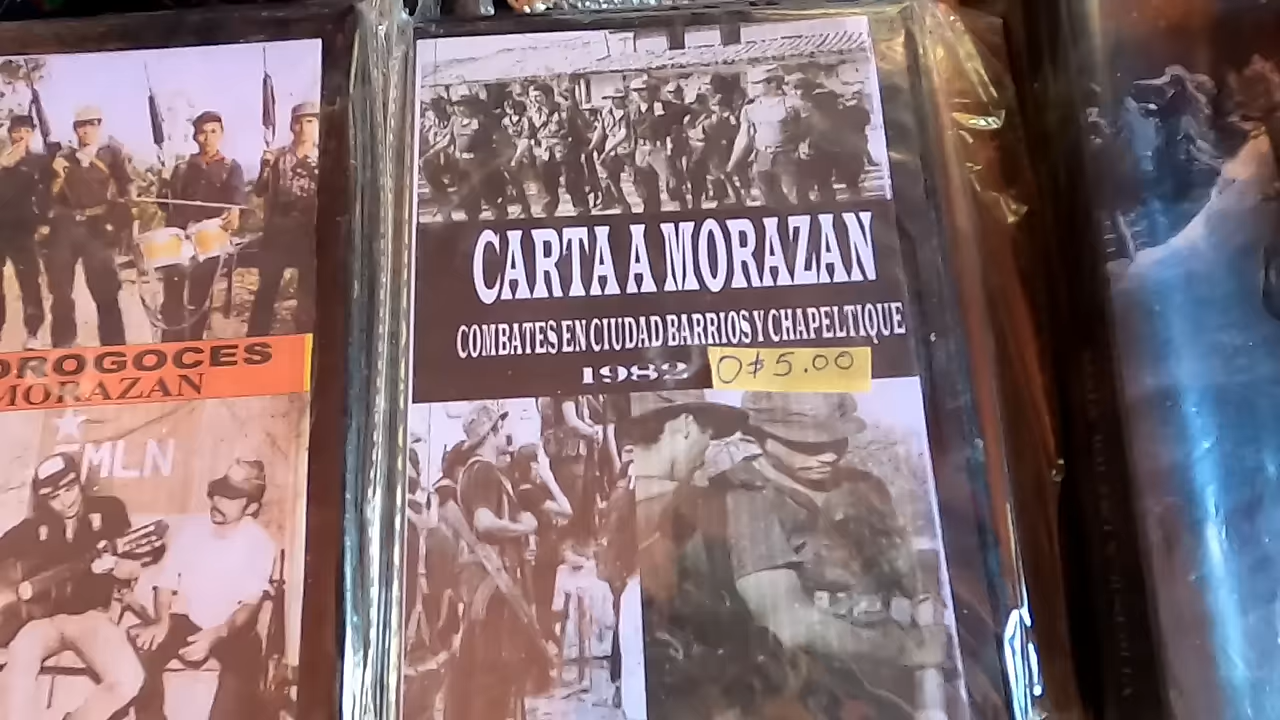 OROGOCES
MORAZAN
FMLN
CARTA A MORAZAN
COMBATES EN CIUDAD BARRIOS Y CHAPELTIQUE
1982
O$5.00